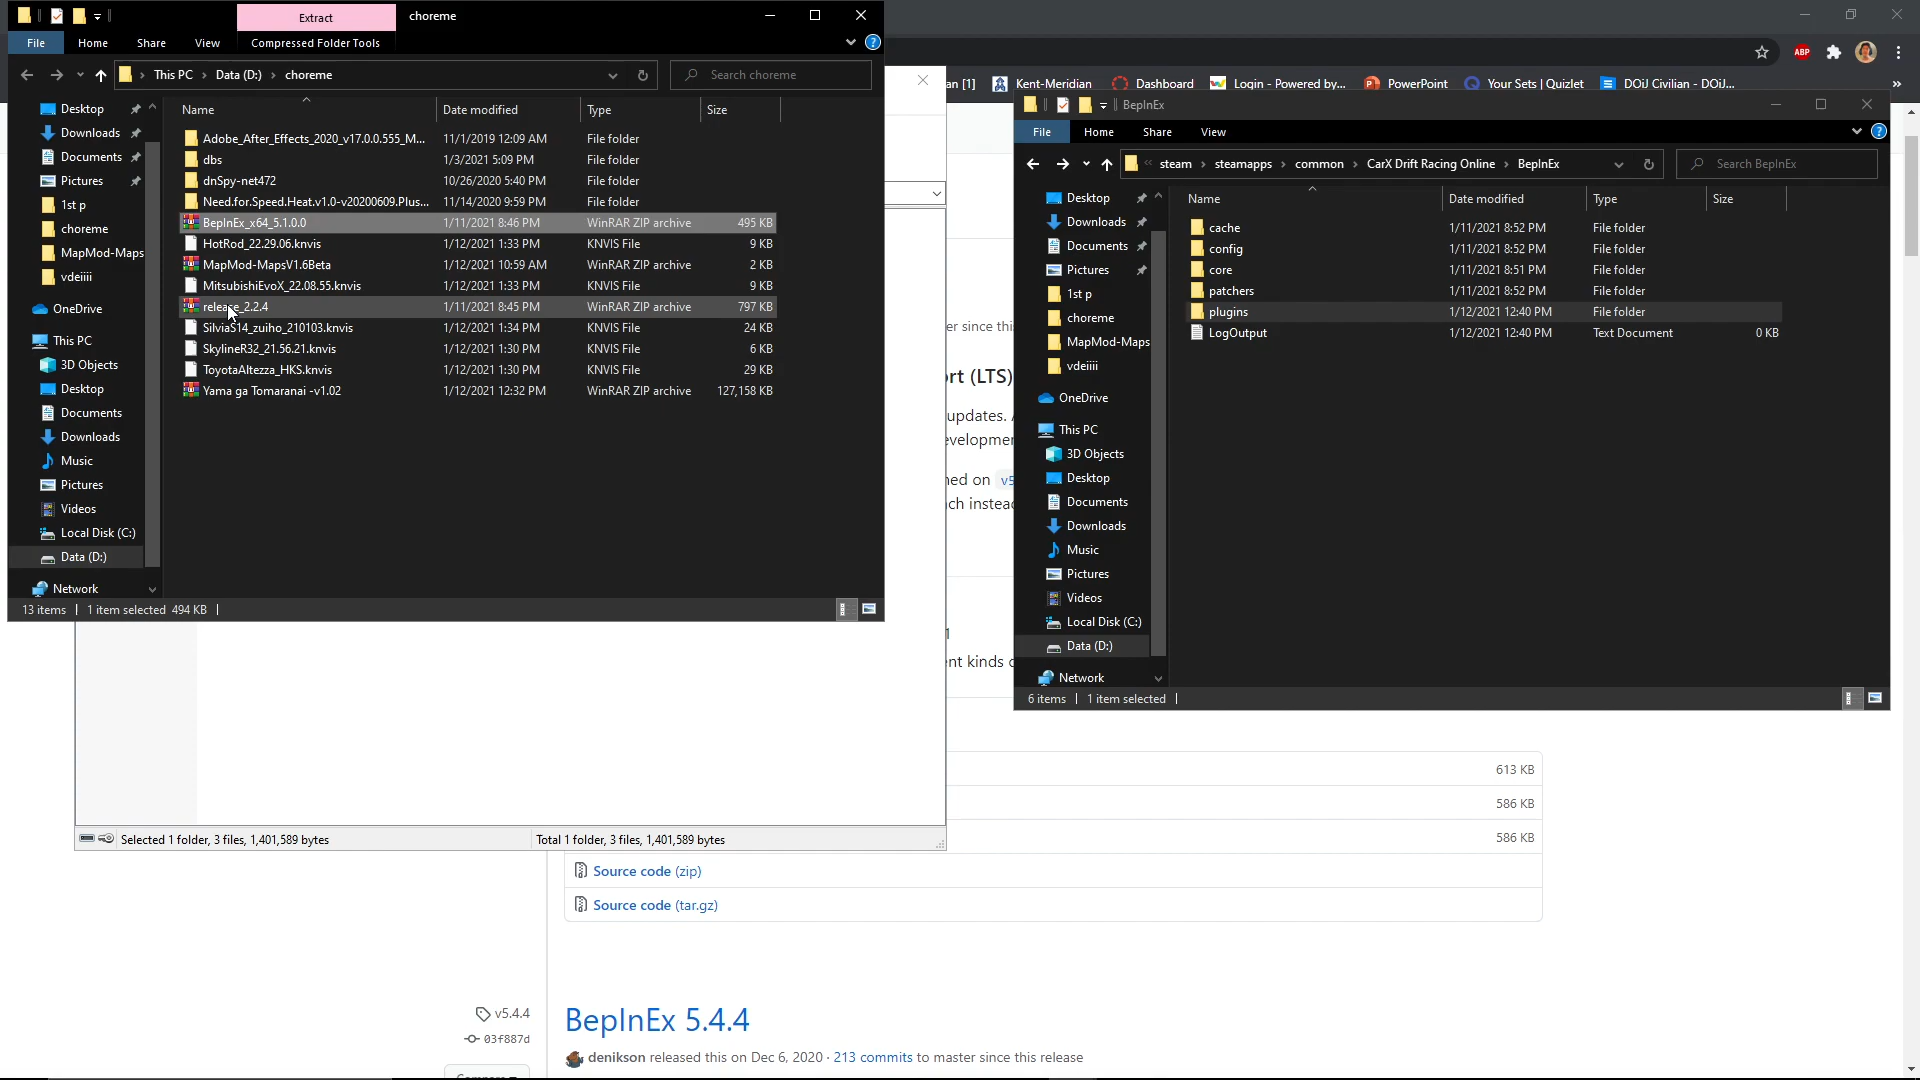 Extract
choreme
File
Home
Share
View
Compressed Folder Tools
This PC
Data (D:)
choreme
Search choreme
Desktop
Downloads
Documents
Pictures
1st p
choreme
MapMod-Maps
vdeiiii
OneDrive
This PC
3D Objects
Desktop
Documents
Downloads
Music
Pictures
Videos
Local Disk (C:)
Data (D:)
Network
Name Date modified Type Size
Adobe_After_Effects_2020_v17.0.0.555_M... 11/1/2019 12:09 AM File folder
dbs 1/3/2021 5:09 PM File folder
dnSpy-net472 10/26/2020 5:40 PM File folder
Need.for.Speed.Heat.v1.0-v20200609.Plus... 11/14/2020 9:59 PM File folder
BepInEx_x64_5.1.0.0 1/11/2021 8:46 PM WinRAR ZIP archive 495 KB
HotRod_22.29.06.knvis 1/12/2021 1:33 PM KNVIS File 9 KB
MapMod-MapsV1.6Beta 1/12/2021 10:59 AM WinRAR ZIP archive 2 KB
MitsubishiEvoX_22.08.55.knvis 1/12/2021 1:33 PM KNVIS File 9 KB
release_2.2.4 1/11/2021 8:45 PM WinRAR ZIP archive 797 KB
SilviaS14_zuiho_210103.knvis 1/12/2021 1:34 PM KNVIS File 24 KB
SkylineR32_21.56.21.knvis 1/12/2021 1:30 PM KNVIS File 6 KB
ToyotaAltezza_HKS.knvis 1/12/2021 1:30 PM KNVIS File 29 KB
Yama ga Tomaranai -v1.02 1/12/2021 12:32 PM WinRAR ZIP archive 127,158 KB
13 items 1 item selected 494 KB
ABP
an [1]
Kent-Meridian
Dashboard
Login - Powered by...
PowerPoint
Your Sets | Quizlet
DOJ Civilian - DOJ...
»
BepInEx
File
Home
Share
View
« steam
steamapps
common
CarX Drift Racing Online
BepInEx
Search BepInEx
Desktop
Downloads
Documents
Pictures
1st p
choreme
MapMod-Maps
vdeiiii
OneDrive
This PC
3D Objects
Desktop
Documents
Downloads
Music
Pictures
Videos
Local Disk (C:)
Data (D:)
Network
Name Date modified Type Size
cache 1/11/2021 8:52 PM File folder
config 1/11/2021 8:52 PM File folder
core 1/11/2021 8:51 PM File folder
patchers 1/11/2021 8:52 PM File folder
plugins 1/12/2021 12:40 PM File folder
LogOutput 1/12/2021 12:40 PM Text Document 0 KB
6 items 1 item selected
er since thi
rt (LTS)
updates. A
evelopmer
ned on v5
ch instead
ent kinds o
Selected 1 folder, 3 files, 1,401,589 bytes
Total 1 folder, 3 files, 1,401,589 bytes
613 KB
586 KB
586 KB
Source code (zip)
Source code (tar.gz)
v5.4.4
03f887d
BepInEx 5.4.4
denikson released this on Dec 6, 2020 · 213 commits to master since this release